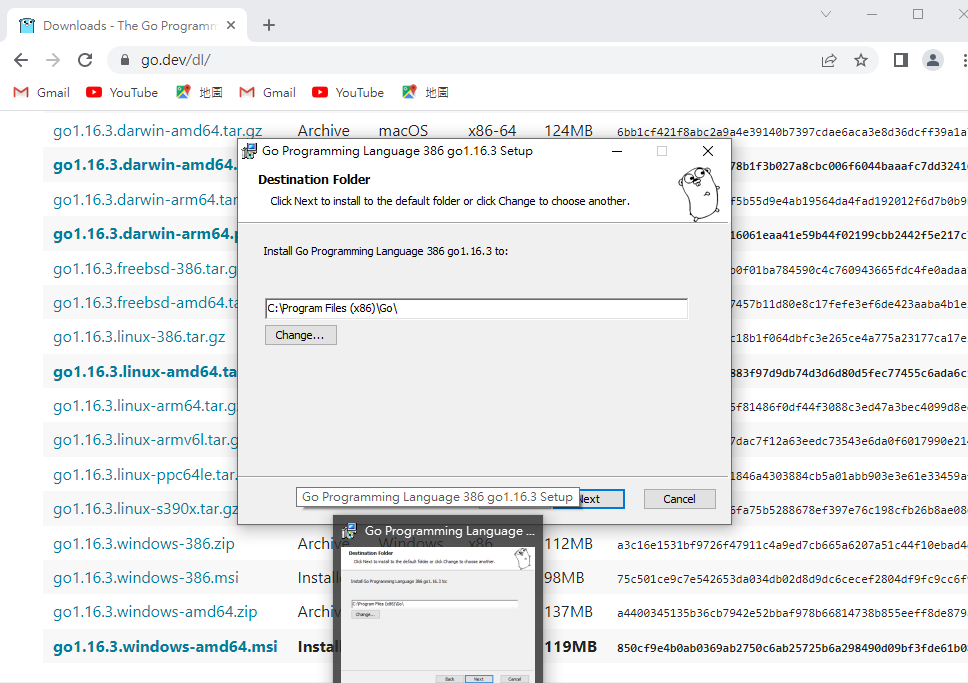 Downloads - The Go Programm
go.dev/dl/
Gmail YouTube 地圖 Gmail YouTube 地圖
go1.16.3.darwin-amd64.tar.gz Archive macOS x86-64 124MB 6bb1cf421f8abc2a9a4e39140b7397cdae6aca3e8d36dcff39a1a
go1.16.3.darwin-amd64. 78b1f3b027a8cbc006f6044baaafc7dd3241
go1.16.3.darwin-arm64.tar f5b55d9e4ab19564da4fad192012f6d7b0b9
go1.16.3.darwin-arm64.p 16061eaa41e59b44f02199cbb2442f5e217c
go1.16.3.freebsd-386.tar.g b0f01ba784590c4c760943665fdc4fe0adaa
go1.16.3.freebsd-amd64.ta 7457b11d80e8c17fefe3ef6de423aaba4b1e
go1.16.3.linux-386.tar.gz c18b1f064dbfc3e265ce4a775a23177ca17e
go1.16.3.linux-amd64.ta 883f97d9db74d3d6d80d5fec77455c6ada6c
go1.16.3.linux-arm64.tar.g 5f81486f0df44f3088c3ed47a3bec4099d8e
go1.16.3.linux-armv6l.tar.g 7dac7f12a63eedc73543e6da0f6017990e21
go1.16.3.linux-ppc64le.tar. 1846a4303884cb5a01abb903e3e61e33459a
go1.16.3.linux-s390x.tar.gz 6fa75b5288678ef397e76c198cfb26b8ae08
go1.16.3.windows-386.zip Archive Windows x86 112MB a3c16e1531bf9726f47911c4a9ed7cb665a6207a51c44f10ebad4
go1.16.3.windows-386.msi Install 98MB 75c501ce9c7e542653da034db02d8d9dc6cecef2804df9fc9cc6f
go1.16.3.windows-amd64.zip Archiv 137MB a4400345135b36cb7942e52bbaf978b66814738b855eeff8de879
go1.16.3.windows-amd64.msi Instal 119MB 850cf9e4b0ab0369ab2750c6ab25725b6a298490d09bf3fde61b0
Go Programming Language 386 go1.16.3 Setup
Destination Folder
Click Next to install to the default folder or click Change to choose another.
Install Go Programming Language 386 go1.16.3 to:
C:\Program Files (x86)\Go\
Change...
Go Programming Language 386 go1.16.3 Setup
Next Cancel
Go Programming Language ...
Destination Folder
Click Next to install to the default folder or click Change to choose another.
Install Go Programming Language 386 go1.16.3 to:
C:\Program Files (x86)\Go\
Change...
Back Next Cancel